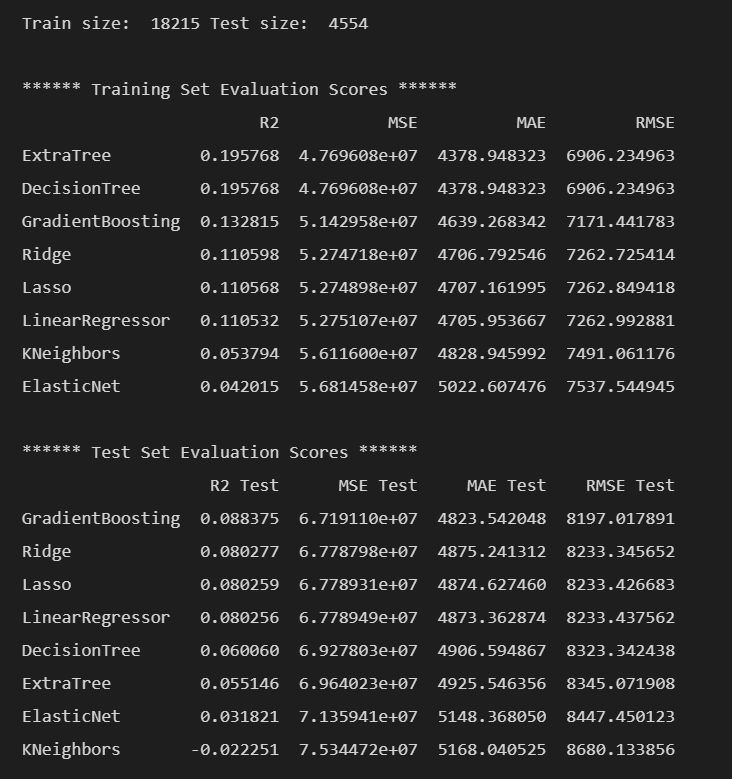 Train size:  18215 Test size:  4554
****** Training Set Evaluation Scores ******
R2 MSE MAE RMSE
ExtraTree 0.195768 4.769608e+07 4378.948323 6906.234963
DecisionTree 0.195768 4.769608e+07 4378.948323 6906.234963
GradientBoosting 0.132815 5.142958e+07 4639.268342 7171.441783
Ridge 0.110598 5.274718e+07 4706.792546 7262.725414
Lasso 0.110568 5.274898e+07 4707.161995 7262.849418
LinearRegressor 0.110532 5.275107e+07 4705.953667 7262.992881
KNeighbors 0.053794 5.611600e+07 4828.945992 7491.061176
ElasticNet 0.042015 5.681458e+07 5022.607476 7537.544945
****** Test Set Evaluation Scores ******
R2 Test MSE Test MAE Test RMSE Test
GradientBoosting 0.088375 6.719110e+07 4823.542048 8197.017891
Ridge 0.080277 6.778798e+07 4875.241312 8233.345652
Lasso 0.080259 6.778931e+07 4874.627460 8233.426683
LinearRegressor 0.080256 6.778949e+07 4873.362874 8233.437562
DecisionTree 0.060060 6.927803e+07 4906.594867 8323.342438
ExtraTree 0.055146 6.964023e+07 4925.546356 8345.071908
ElasticNet 0.031821 7.135941e+07 5148.368050 8447.450123
KNeighbors -0.022251 7.534472e+07 5168.040525 8680.133856